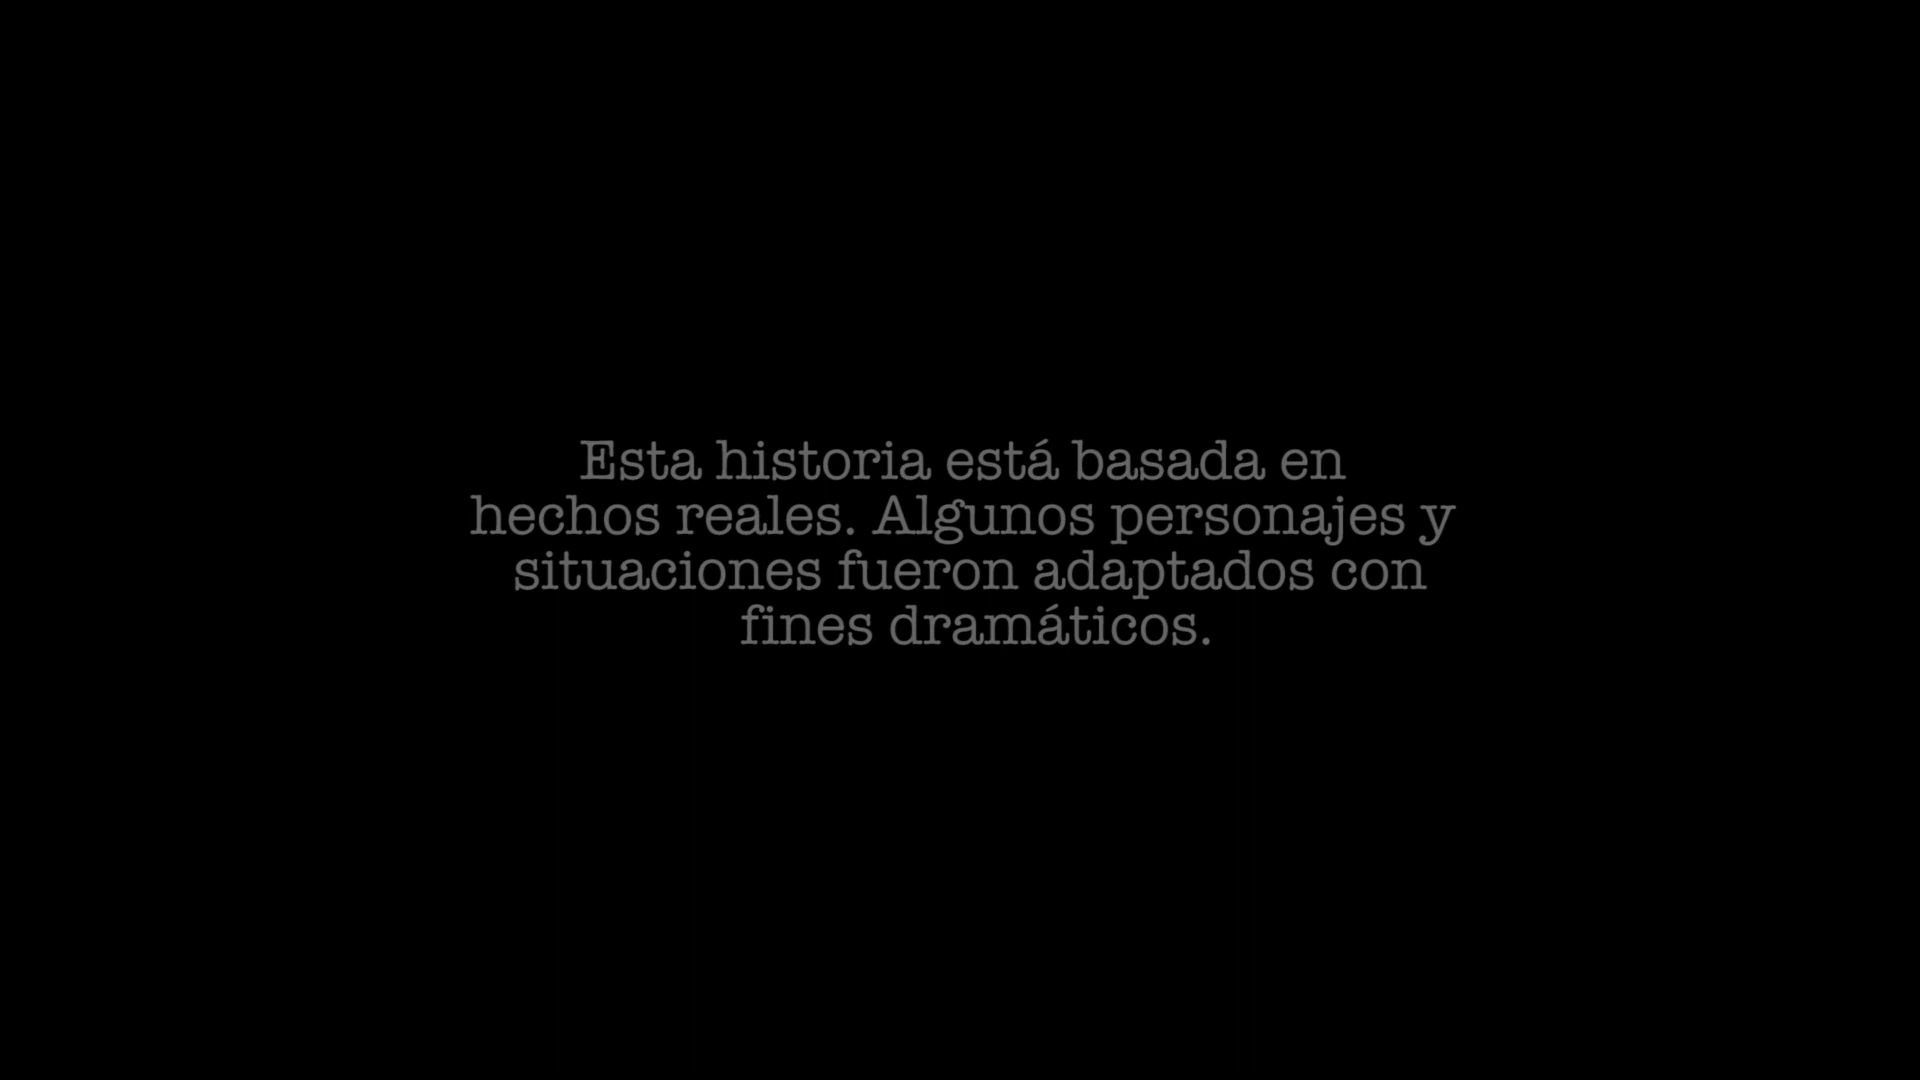 Esta historia está basada en
hechos reales. Algunos personajes y
situaciones fueron adaptados con
fines dramáticos.